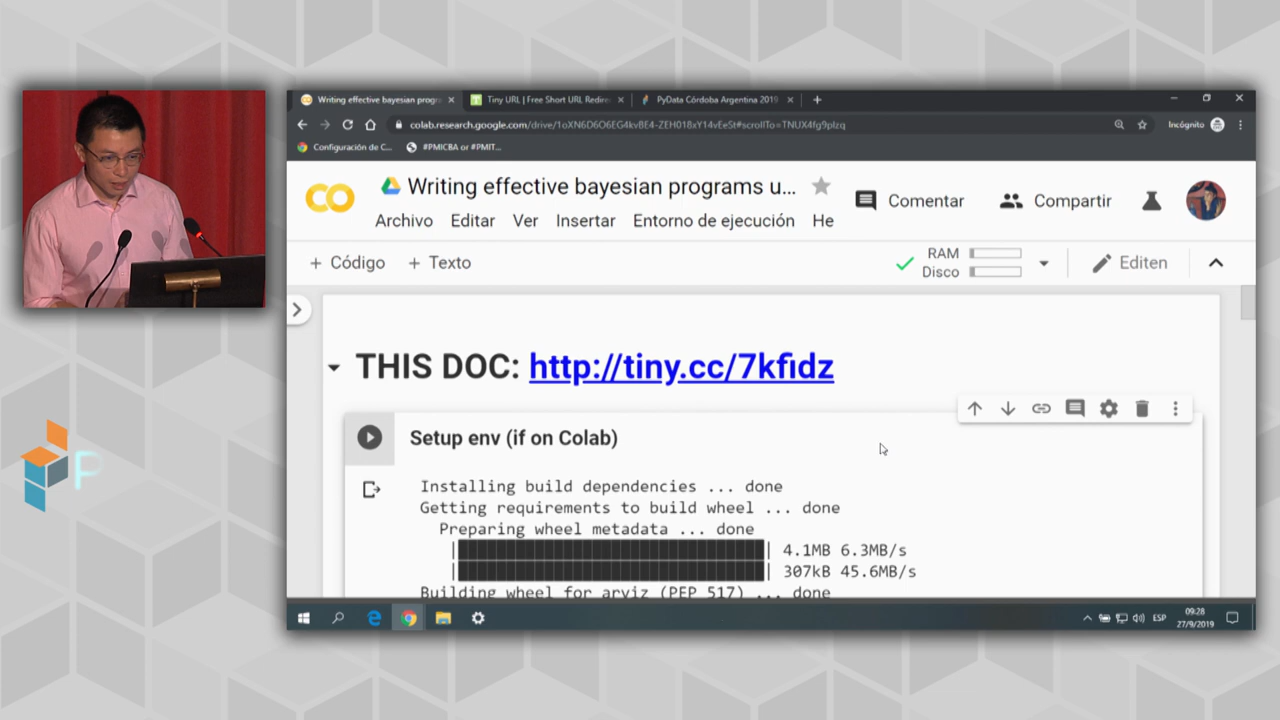 Writing effective bayesian progr
Tiny URL | Free Short URL Redire
PyData Córdoba Argentina 2019
Incógnito
Configuración de C...
#PMICBA or #PMIT...
CO
Writing effective bayesian programs u...
Comentar
Compartir
Archivo Editar Ver Insertar Entorno de ejecución He
+ Código + Texto
RAM
Disco
Editen
THIS DOC: http://tiny.cc/7kfidz
Setup env (if on Colab)
Installing build dependencies ... done
Getting requirements to build wheel ... done
Preparing wheel metadata ... done
4.1MB 6.3MB/s
307kB 45.6MB/s
Building wheel for arviz (PEP 517) ... done
P
ESP
09:28
27/9/2019